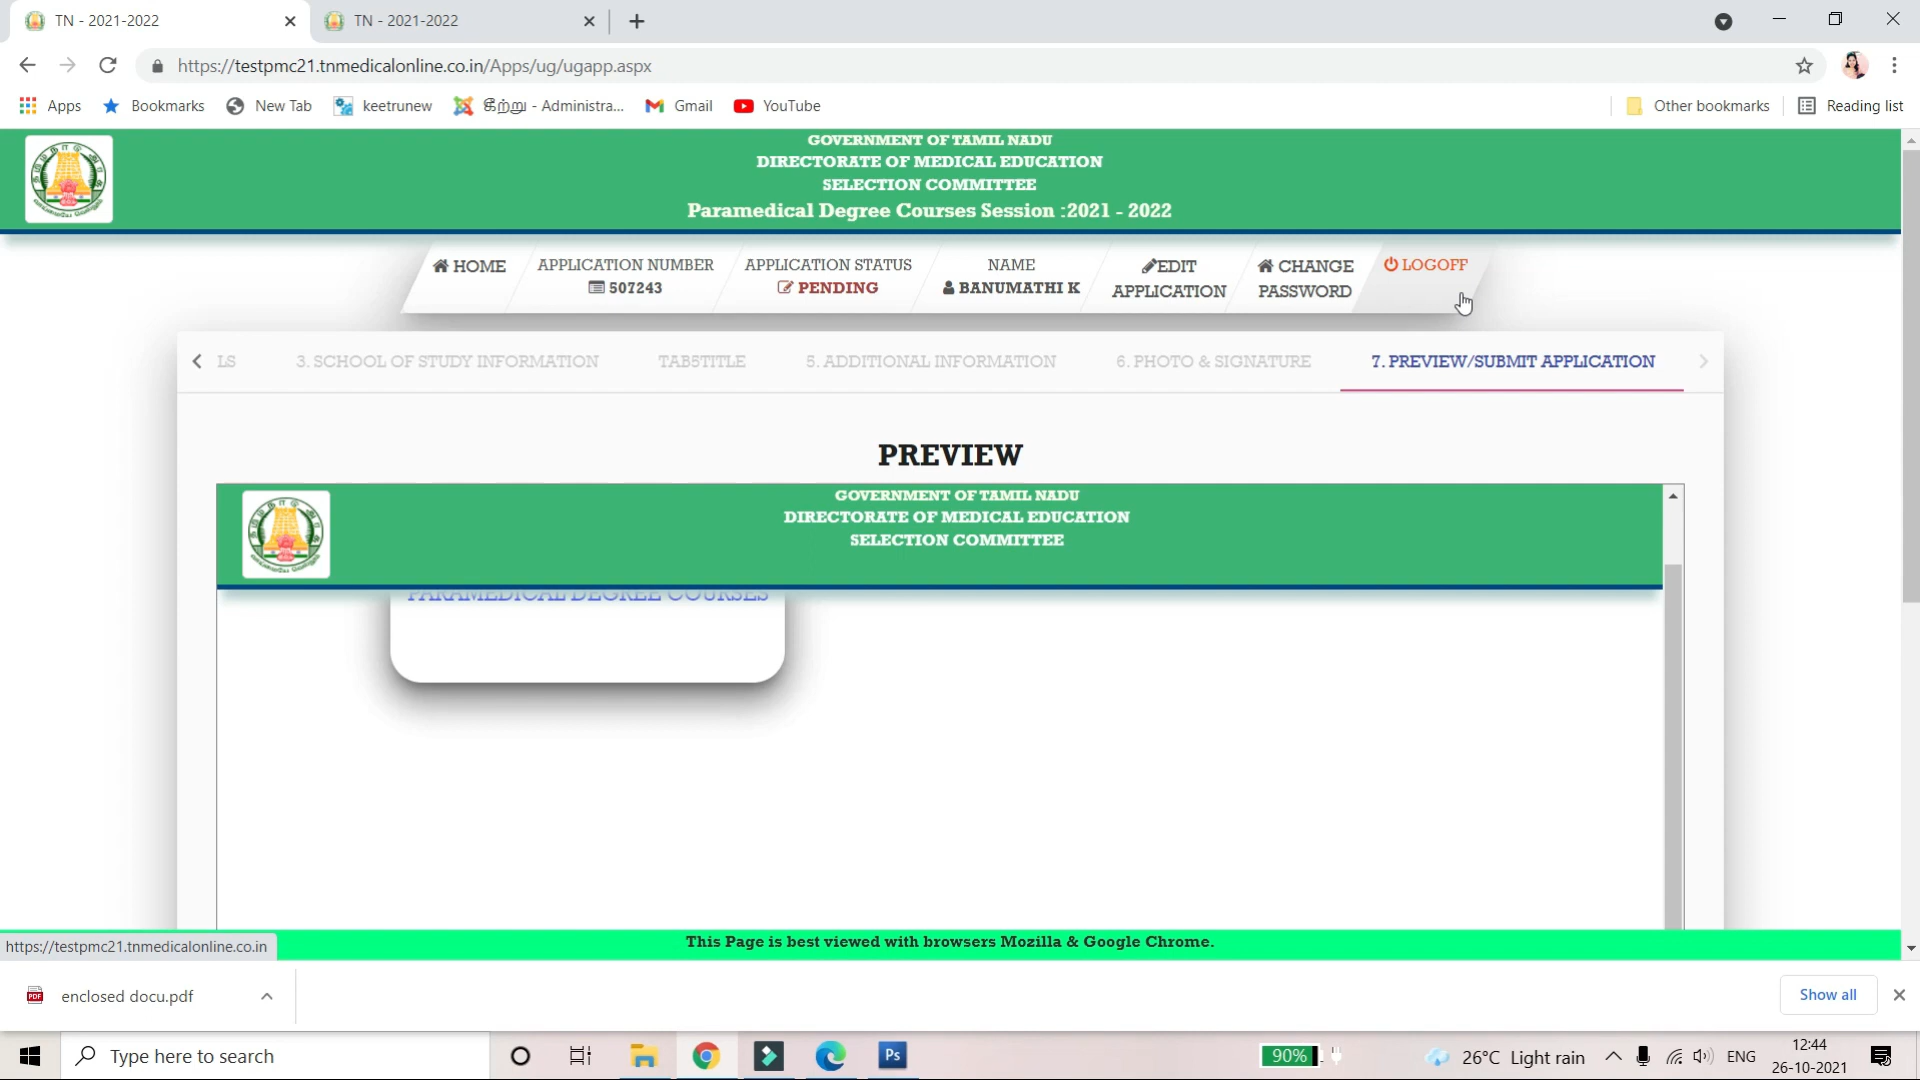 TN - 2021-2022
TN - 2021-2022
https://testpmc21.tnmedicalonline.co.in/Apps/ug/ugapp.aspx
Apps
Bookmarks
New Tab
keetrunew
கீற்று - Administra...
Gmail
YouTube
Other bookmarks
Reading list
GOVERNMENT OF TAMIL NADU
DIRECTORATE OF MEDICAL EDUCATION
SELECTION COMMITTEE
Paramedical Degree Courses Session :2021 - 2022
HOME
APPLICATION NUMBER
507243
APPLICATION STATUS
PENDING
NAME
BANUMATHI K
EDIT
APPLICATION
CHANGE
PASSWORD
LOGOFF
LS
3. SCHOOL OF STUDY INFORMATION
TAB5TITLE
5. ADDITIONAL INFORMATION
6. PHOTO & SIGNATURE
7. PREVIEW/SUBMIT APPLICATION
PREVIEW
GOVERNMENT OF TAMIL NADU
DIRECTORATE OF MEDICAL EDUCATION
SELECTION COMMITTEE
PARAMEDICAL DEGREE COURSES
https://testpmc21.tnmedicalonline.co.in
This Page is best viewed with browsers Mozilla & Google Chrome.
PDF
enclosed docu.pdf
Show all
Type here to search
Ps
90%
26°C Light rain
ENG
12:44
26-10-2021